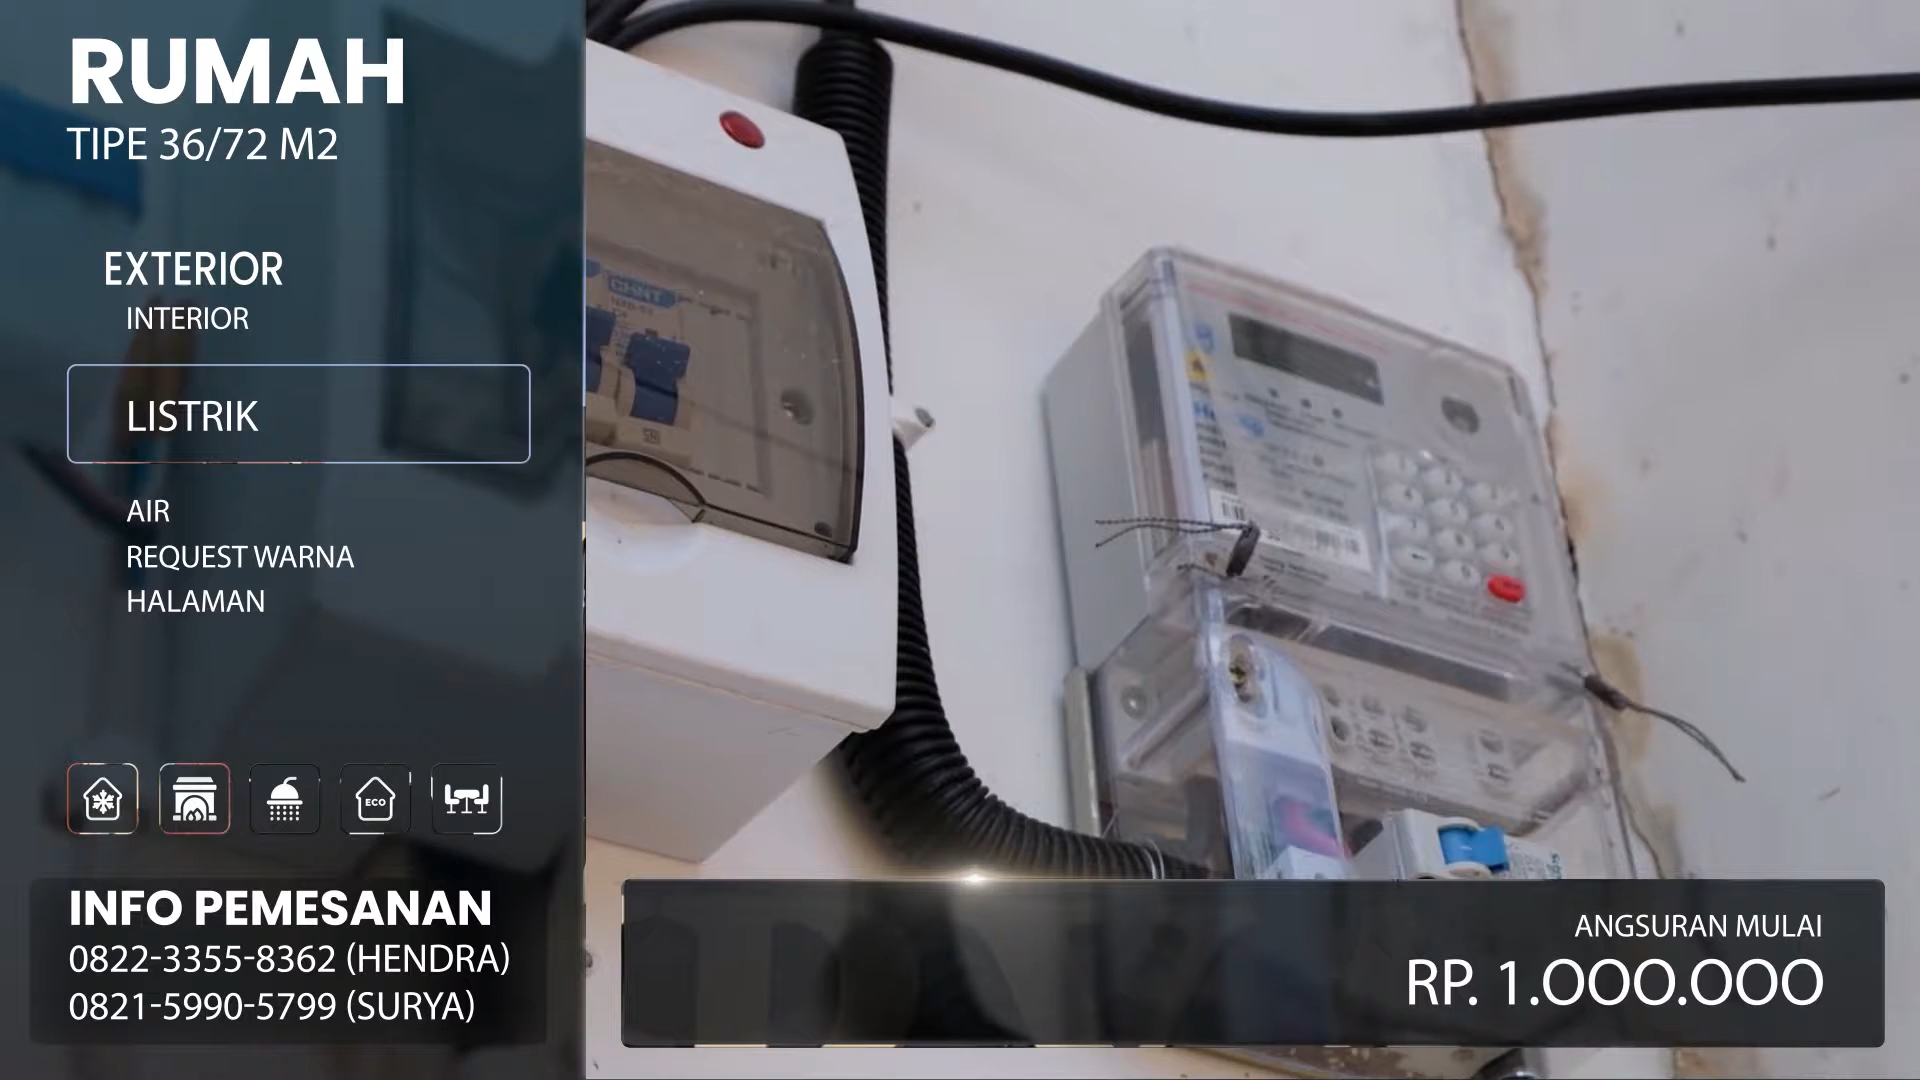 RUMAH
TIPE 36/72 M2
EXTERIOR
INTERIOR
LISTRIK
AIR
REQUEST WARNA
HALAMAN
ECO
INFO PEMESANAN
0822-3355-8362 (HENDRA)
0821-5990-5799 (SURYA)
CHNT
ANGSURAN MULAI
RP. 1.000.000